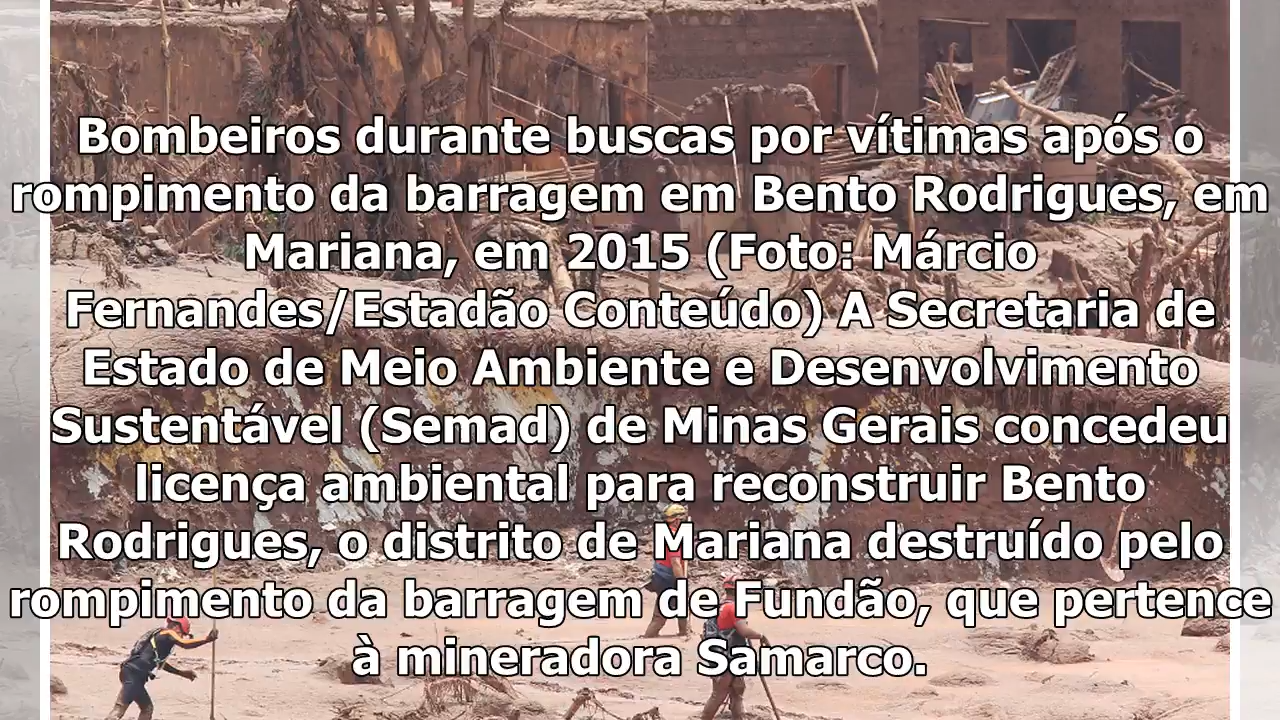 Bombeiros durante buscas por vítimas após o
rompimento da barragem em Bento Rodrigues, em
Mariana, em 2015 (Foto: Márcio
Fernandes/Estadão Conteúdo) A Secretaria de
Estado de Meio Ambiente e Desenvolvimento
Sustentável (Semad) de Minas Gerais concedeu
licença ambiental para reconstruir Bento
Rodrigues, o distrito de Mariana destruído pelo
rompimento da barragem de Fundão, que pertence
à mineradora Samarco.